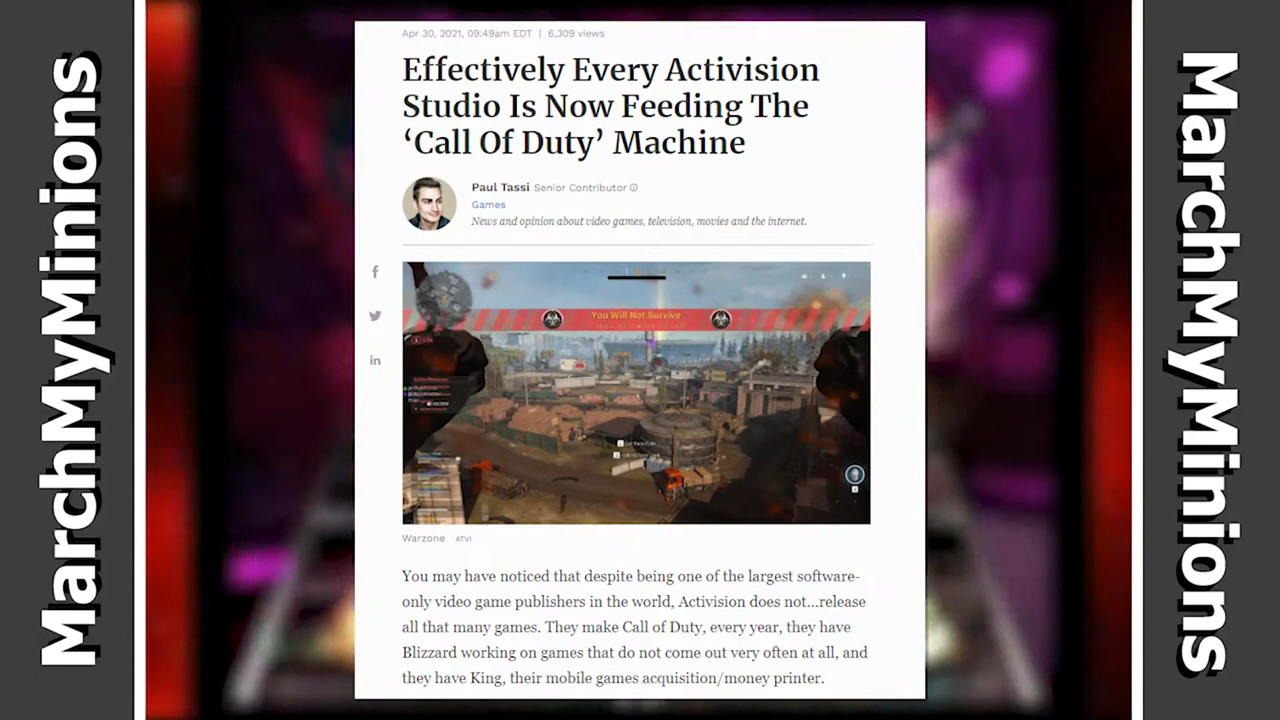 MarchMyMinions
Apr 30, 2021, 09:49am EDT | 6,309 views
Effectively Every Activision
Studio Is Now Feeding The
‘Call Of Duty’ Machine
Paul Tassi Senior Contributor
Games
News and opinion about video games, television, movies and the internet.
You Will Not Survive
Warzone ATVI
You may have noticed that despite being one of the largest software-
only video game publishers in the world, Activision does not...release
all that many games. They make Call of Duty, every year, they have
Blizzard working on games that do not come out very often at all, and
they have King, their mobile games acquisition/money printer.
MarchMyMinions